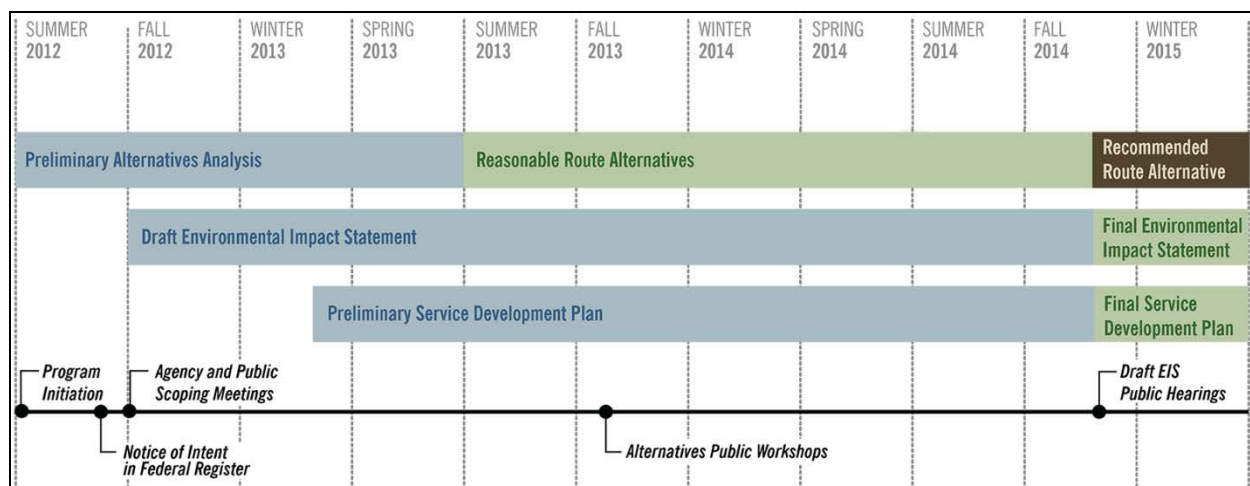 SUMMER
2012
FALL
2012
WINTER
2013
SPRING
2013
SUMMER
2013
FALL
2013
WINTER
2014
SPRING
2014
SUMMER
2014
FALL
2014
WINTER
2015
Preliminary Alternatives Analysis
Reasonable Route Alternatives
Recommended
Route Alternative
Draft Environmental Impact Statement
Final Environmental
Impact Statement
Preliminary Service Development Plan
Final Service
Development Plan
Program
Initiation
Agency and Public
Scoping Meetings
Draft EIS
Public Hearings
Notice of Intent
in Federal Register
Alternatives Public Workshops